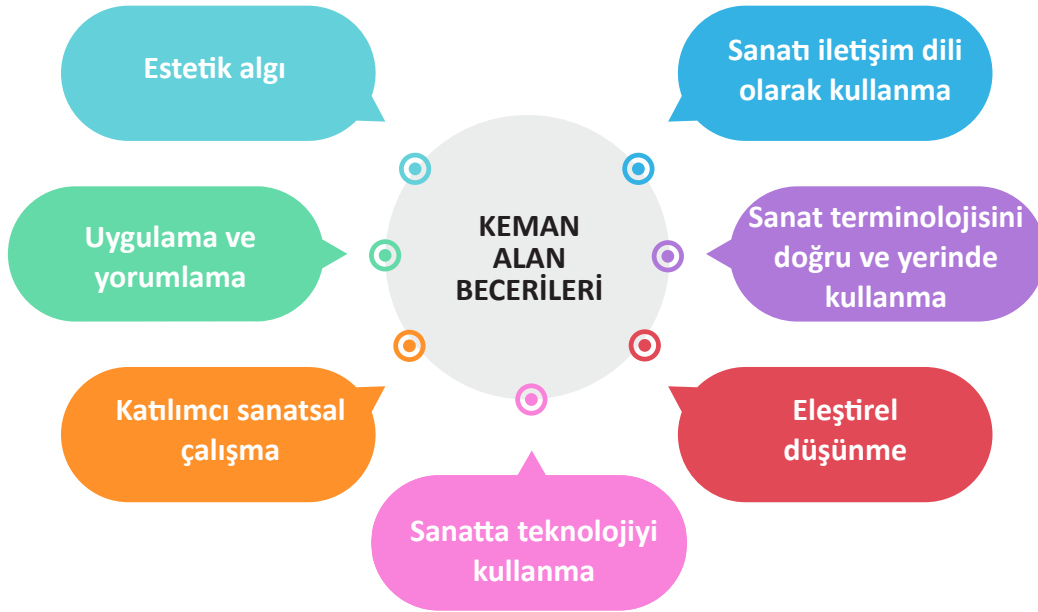 Estetik algı
Sanatı iletişim dili
olarak kullanma
Uygulama ve
yorumlama
KEMAN
ALAN
BECERİLERİ
Sanat terminolojisini
doğru ve yerinde
kullanma
Katılımcı sanatsal
çalışma
Eleştirel
düşünme
Sanatta teknolojiyi
kullanma